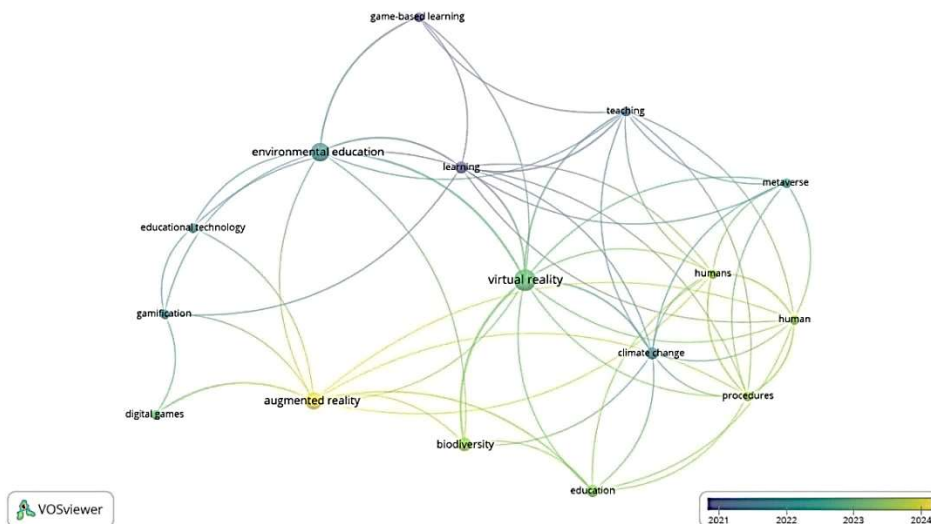 game-based learning
teaching
environmental education
learning
metaverse
educational technology
humans
virtual reality
gamification
human
climate change
procedures
augmented reality
digital games
biodiversity
education
VOSviewer
2021 2022 2023 2024